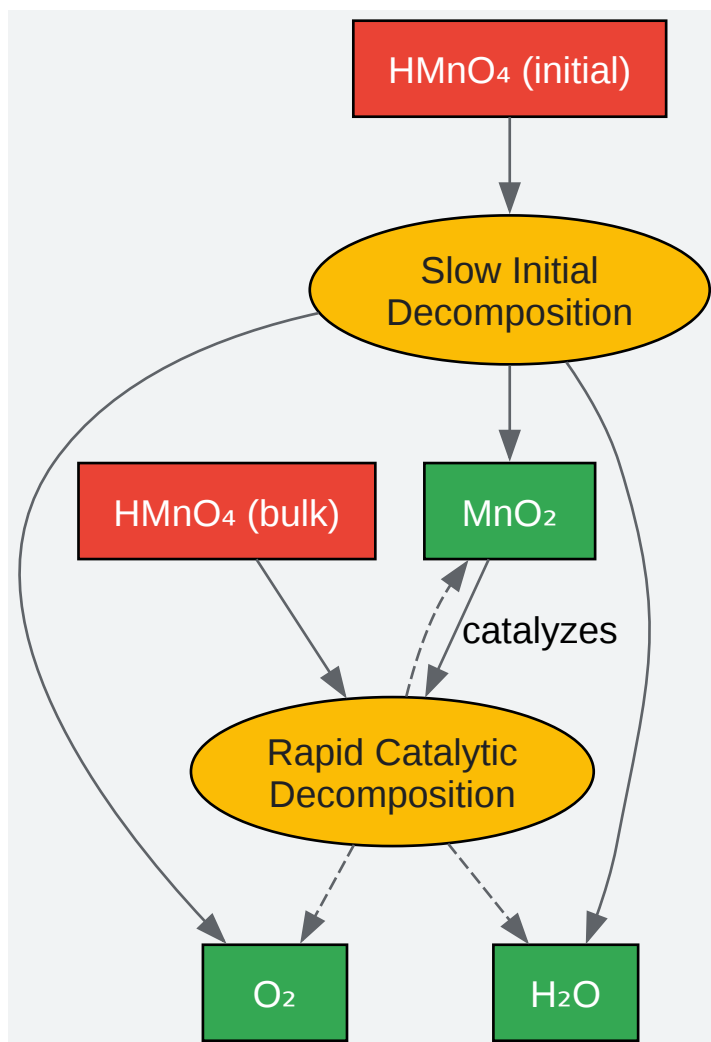 HMnO₄ (initial)
Slow Initial
Decomposition
HMnO₄ (bulk)
MnO₂
catalyzes
Rapid Catalytic
Decomposition
O₂
H₂O